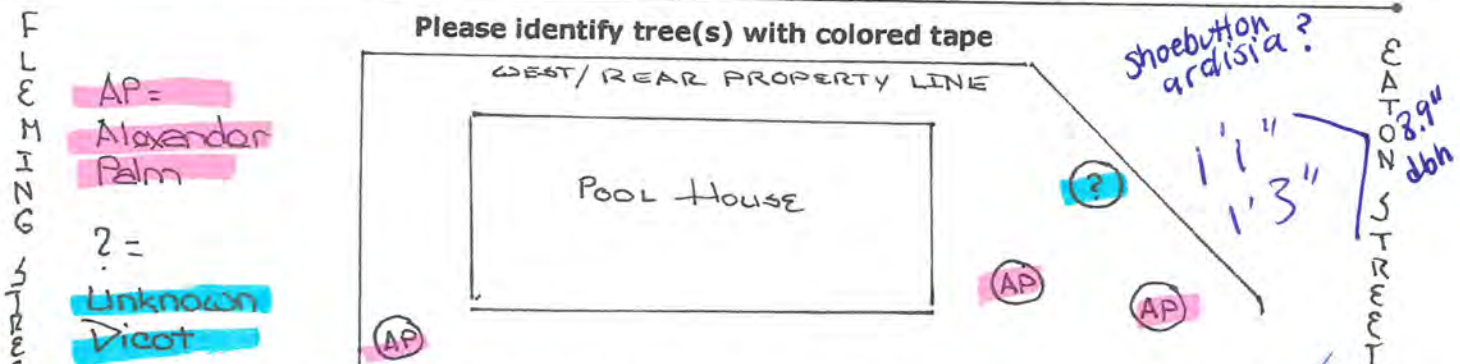 Please identify tree(s) with colored tape
WEST/REAR PROPERTY LINE
FLEMING STRE
AP=
Alexander
Palm
? =
Unknown
Dicot
POOL HOUSE
?
AP
AP
AP
shoebutton
ardisia ?
1'1"
1'3"
8.9"
dbh
EATON STREET